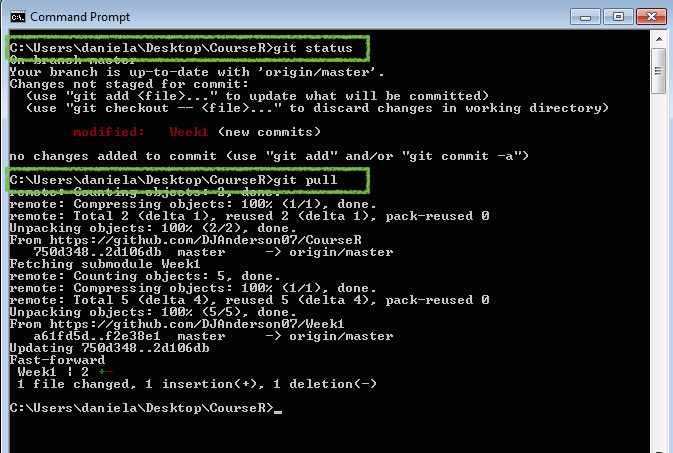 Command Prompt
C:\Users\daniela\Desktop\CourseR>git status
On branch master
Your branch is up-to-date with 'origin/master'.
Changes not staged for commit:
  (use "git add <file>..." to update what will be committed)
  (use "git checkout -- <file>..." to discard changes in working directory)
        modified:   Week1 (new commits)
no changes added to commit (use "git add" and/or "git commit -a")
C:\Users\daniela\Desktop\CourseR>git pull
remote: Counting objects: 2, done.
remote: Compressing objects: 100% (1/1), done.
remote: Total 2 (delta 1), reused 2 (delta 1), pack-reused 0
Unpacking objects: 100% (2/2), done.
From https://github.com/DJAnderson07/CourseR
   750d348..2d106db  master     -> origin/master
Fetching submodule Week1
remote: Counting objects: 5, done.
remote: Compressing objects: 100% (1/1), done.
remote: Total 5 (delta 4), reused 5 (delta 4), pack-reused 0
Unpacking objects: 100% (5/5), done.
From https://github.com/DJAnderson07/Week1
   a61fd5d..f2e38e1  master     -> origin/master
Updating 750d348..2d106db
Fast-forward
 Week1 | 2 +-
 1 file changed, 1 insertion(+), 1 deletion(-)
C:\Users\daniela\Desktop\CourseR>_